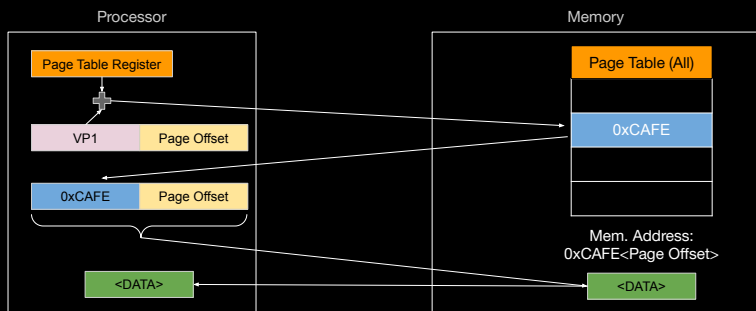 Processor
Memory
Page Table Register
Page Table (All)
VP1
Page Offset
0xCAFE
0xCAFE
Page Offset
Mem. Address:
0xCAFE<Page Offset>
<DATA>
<DATA>